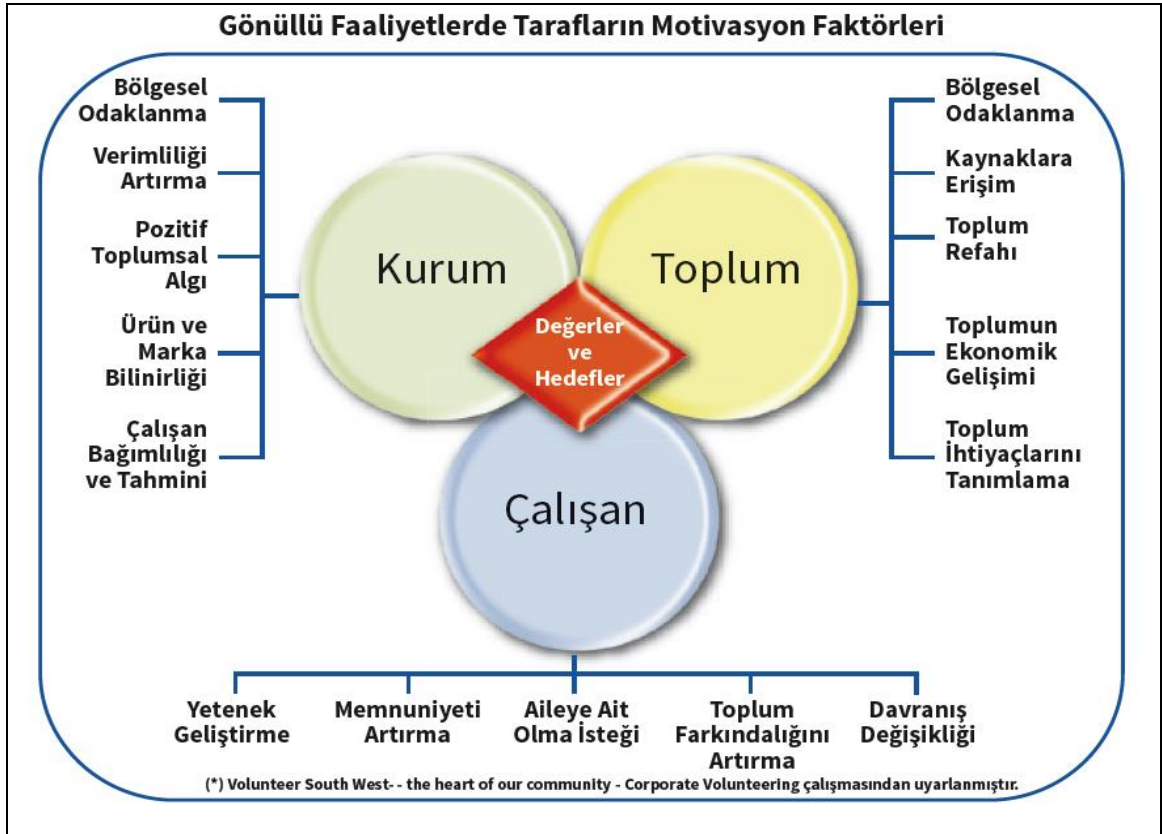 Gönüllü Faaliyetlerde Tarafların Motivasyon Faktörleri
Bölgesel
Odaklanma
Verimliliği
Artırma
Pozitif
Toplumsal
Algı
Ürün ve
Marka
Bilinirliği
Çalışan
Bağımlılığı
ve Tahmini
Kurum
Toplum
Değerler
ve
Hedefler
Çalışan
Bölgesel
Odaklanma
Kaynaklara
Erişim
Toplum
Refahı
Toplumun
Ekonomik
Gelişimi
Toplum
İhtiyaçlarını
Tanımlama
Yetenek
Geliştirme
Memnuniyeti
Artırma
Aileye Ait
Olma İsteği
Toplum
Farkındalığını
Artırma
Davranış
Değişikliği
(*) Volunteer South West-- the heart of our community - Corporate Volunteering çalışmasından uyarlanmıştır.